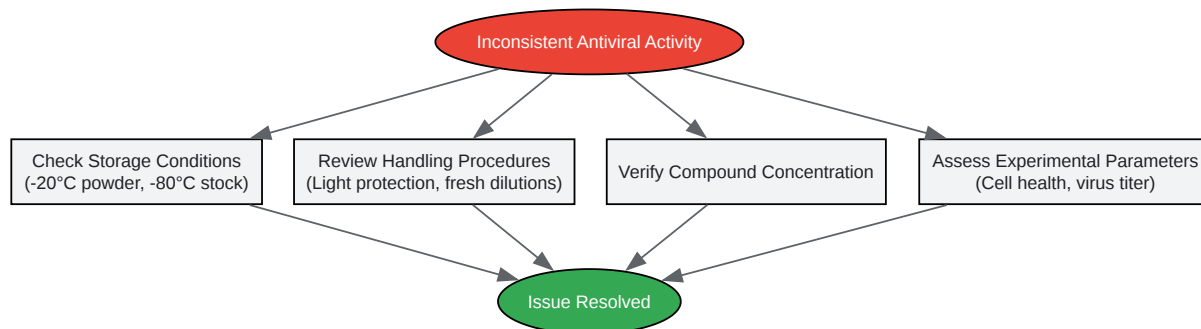 Inconsistent Antiviral Activity
Check Storage Conditions
(-20°C powder, -80°C stock)
Review Handling Procedures
(Light protection, fresh dilutions)
Verify Compound Concentration
Assess Experimental Parameters
(Cell health, virus titer)
Issue Resolved